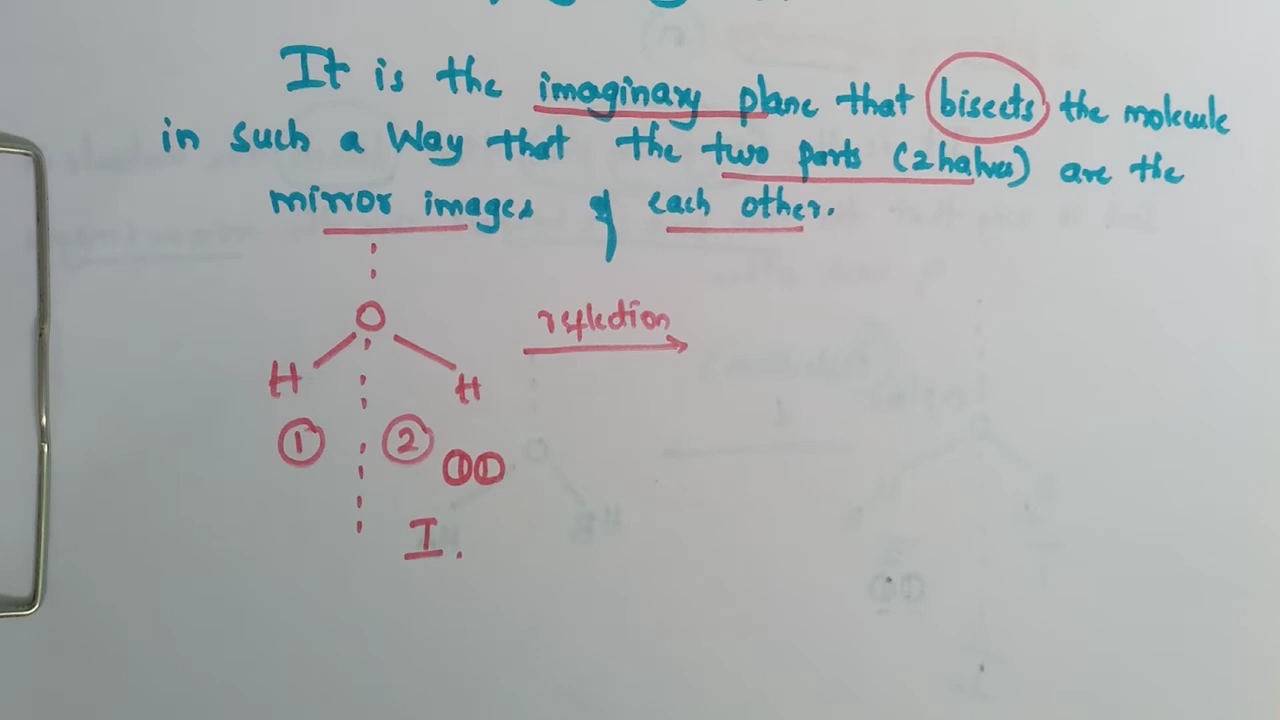 It is the imaginary plane that bisects the molecule
in such a way that the two parts (2 halves) are the
mirror images of each other.
O
reflection
H H
1 2
I.